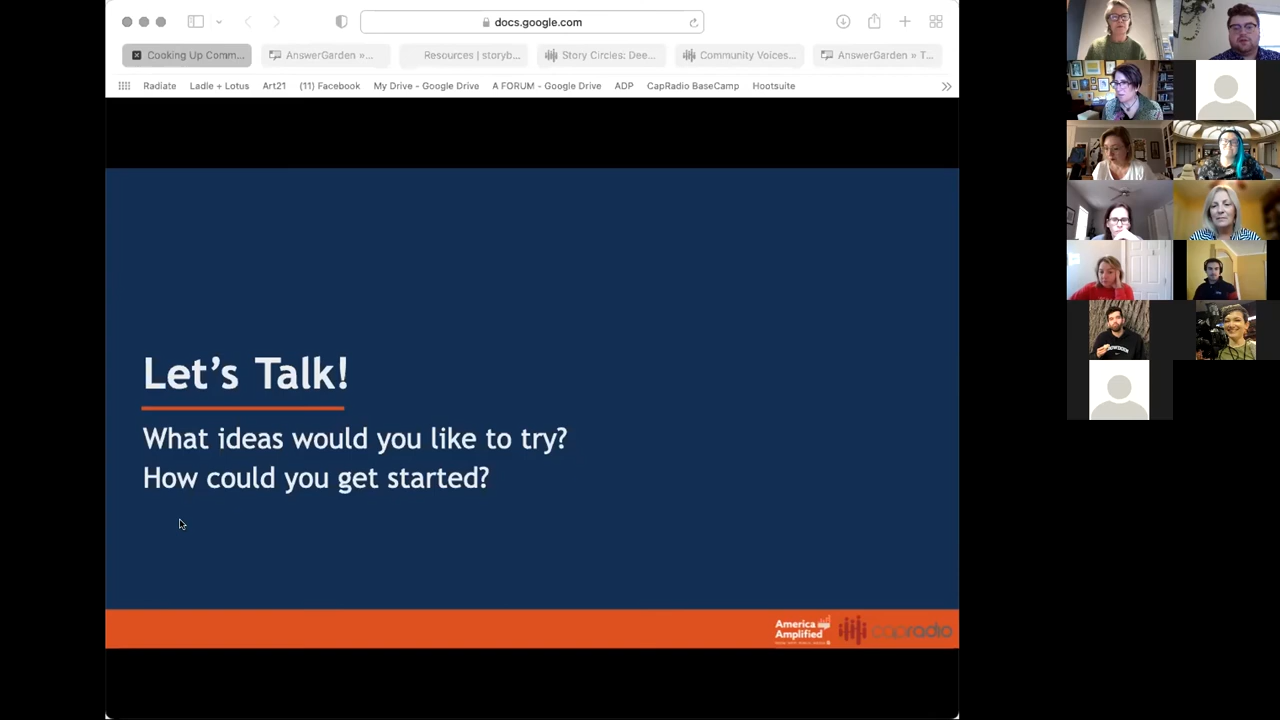 docs.google.com
Cooking Up Comm...
AnswerGarden »...
Resources | storyb...
Story Circles: Dee...
Community Voices...
AnswerGarden » T...
Radiate
Ladle + Lotus
Art21
(11) Facebook
My Drive - Google Drive
A FORUM - Google Drive
ADP
CapRadio BaseCamp
Hootsuite
Let's Talk!
What ideas would you like to try?
How could you get started?
America
Amplified
capradio